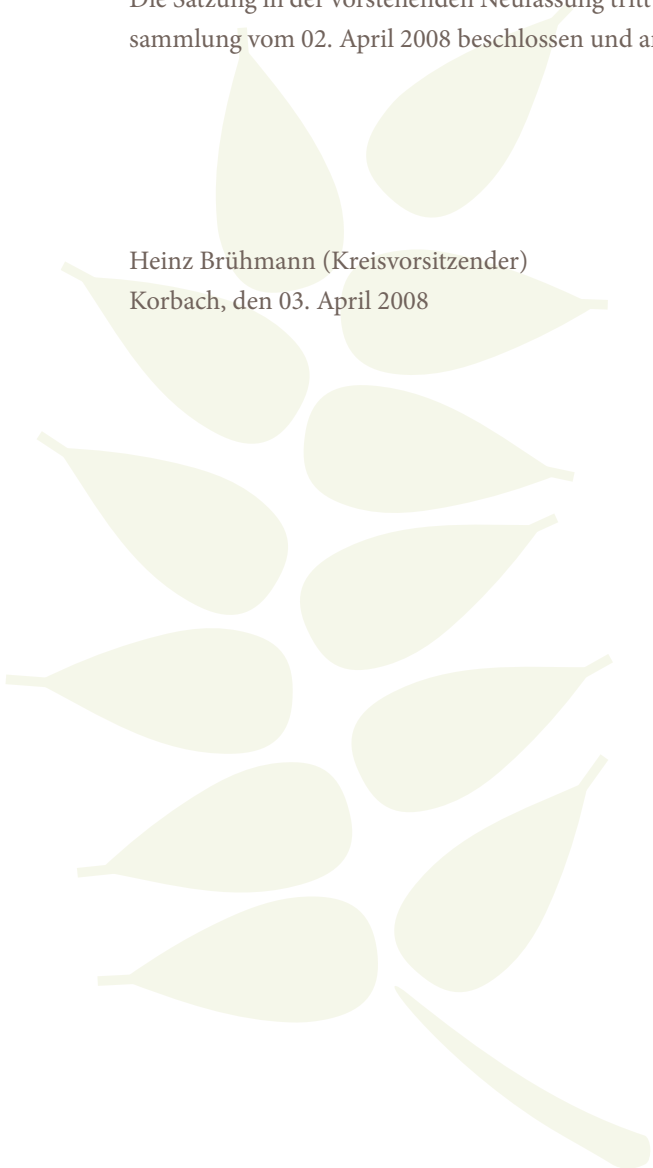 Die Satzung in der vorstehenden Neufassung tritt
sammlung vom 02. April 2008 beschlossen und
Heinz Brühmann (Kreisvorsitzender)
Korbach, den 03. April 2008